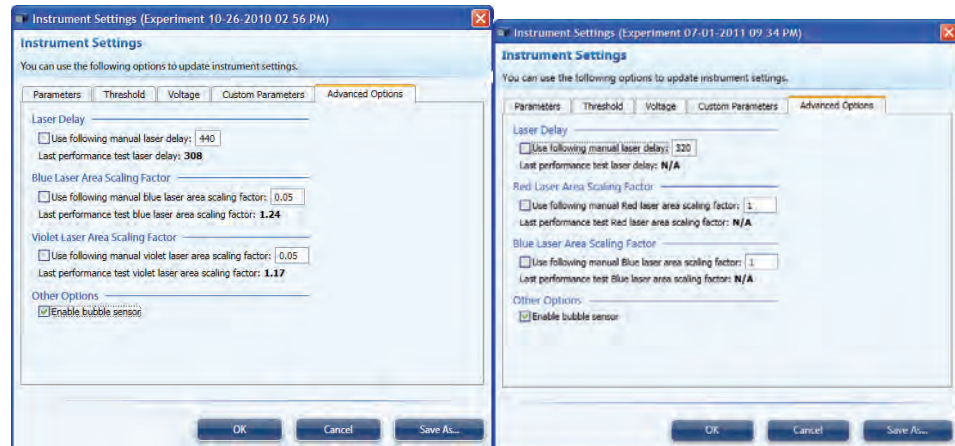 Instrument Settings (Experiment 10-26-2010 02 56 PM)
Instrument Settings
You can use the following options to update instrument settings.
Parameters Threshold Voltage Custom Parameters Advanced Options
Laser Delay
Use following manual laser delay: 440
Last performance test laser delay: 308
Blue Laser Area Scaling Factor
Use following manual blue laser area scaling factor: 0.05
Last performance test blue laser area scaling factor: 1.24
Violet Laser Area Scaling Factor
Use following manual violet laser area scaling factor: 0.05
Last performance test violet laser area scaling factor: 1.17
Other Options
Enable bubble sensor
OK Cancel Save As...
Instrument Settings (Experiment 07-01-2011 09 34 PM)
Instrument Settings
You can use the following options to update instrument settings.
Parameters Threshold Voltage Custom Parameters Advanced Options
Laser Delay
Use following manual laser delay: 320
Last performance test laser delay: N/A
Red Laser Area Scaling Factor
Use following manual Red laser area scaling factor: 1
Last performance test Red laser area scaling factor: N/A
Blue Laser Area Scaling Factor
Use following manual Blue laser area scaling factor: 1
Last performance test Blue laser area scaling factor: N/A
Other Options
Enable bubble sensor
OK Cancel Save As...